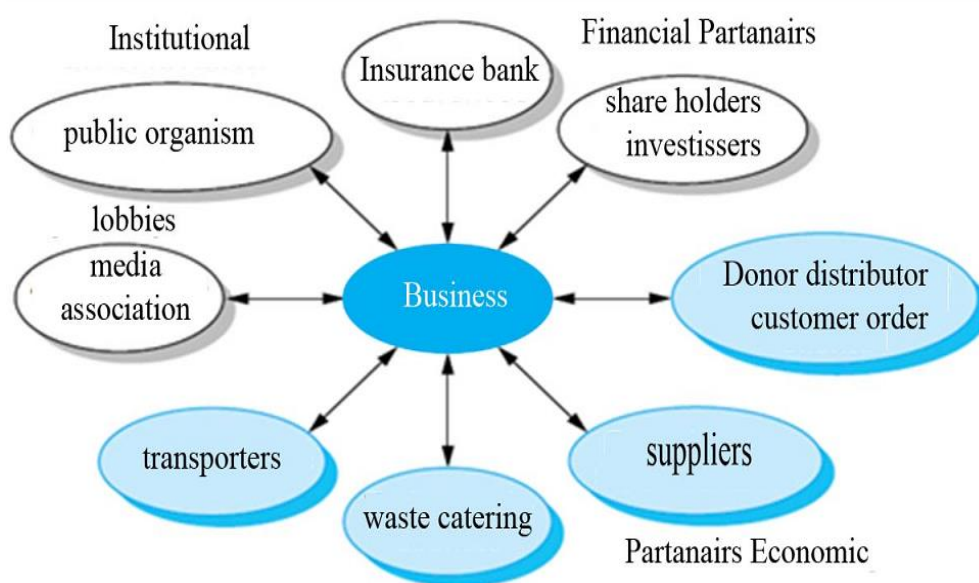 Institutional
Financial Partanairs
Insurance bank
share holders
investissers
public organism
lobbies
media
association
Business
Donor distributor
customer order
transporters
suppliers
waste catering
Partanairs Economic